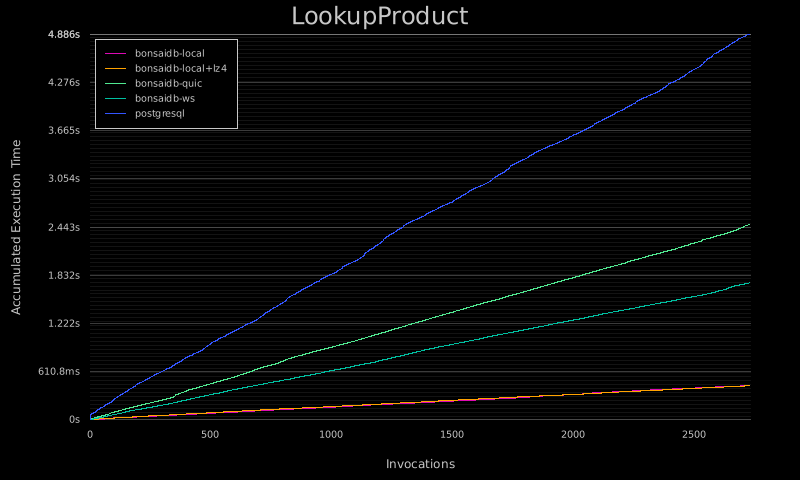 LookupProduct
4.886s
4.276s
3.665s
3.054s
2.443s
1.832s
1.222s
610.8ms
0s
Accumulated Execution Time
bonsaidb-local
bonsaidb-local+lz4
bonsaidb-quic
bonsaidb-ws
postgresql
0 500 1000 1500 2000 2500
Invocations